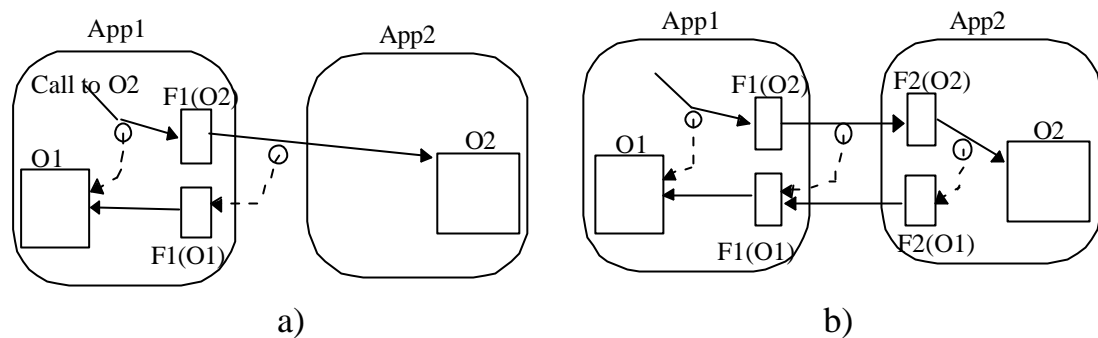 App1
App2
Call to O2
F1(O2)
O1
O2
F1(O1)
a)
App1
App2
F1(O2)
F2(O2)
O1
O2
F1(O1)
F2(O1)
b)